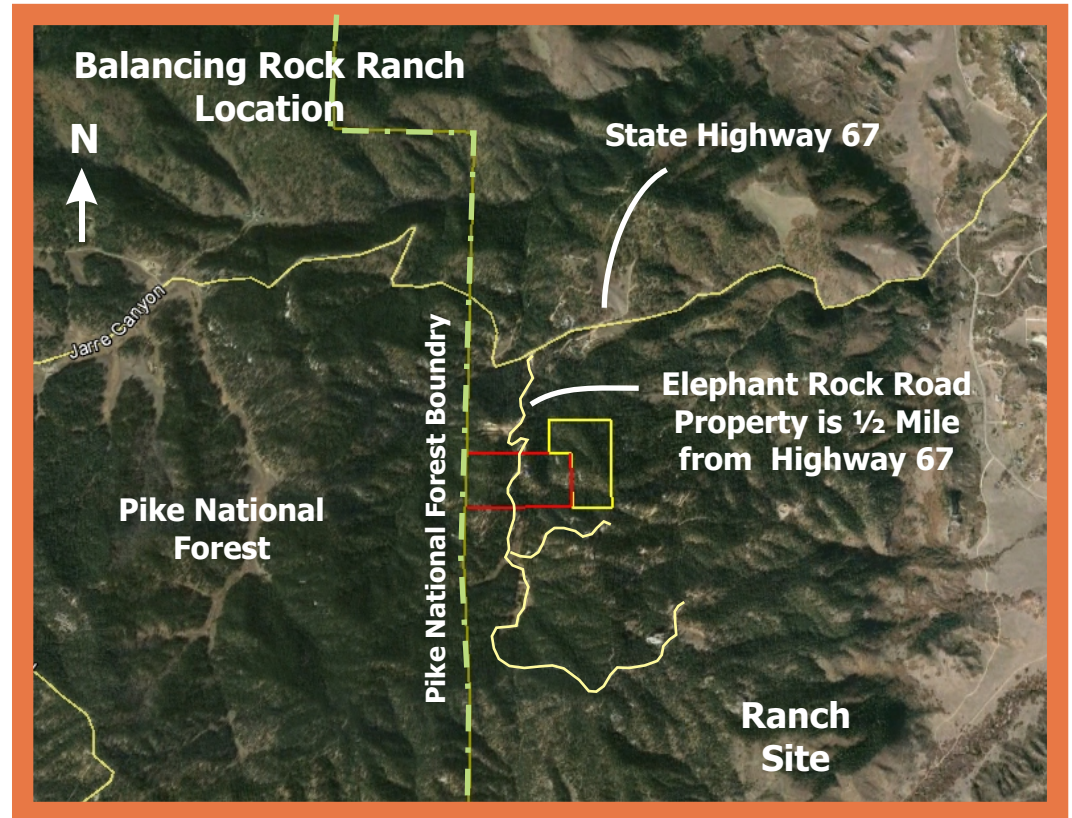 Balancing Rock Ranch
Location
N
State Highway 67
Jarre Canyon
Pike National Forest Boundry
Elephant Rock Road
Property is ½ Mile
from Highway 67
Pike National
Forest
Ranch
Site